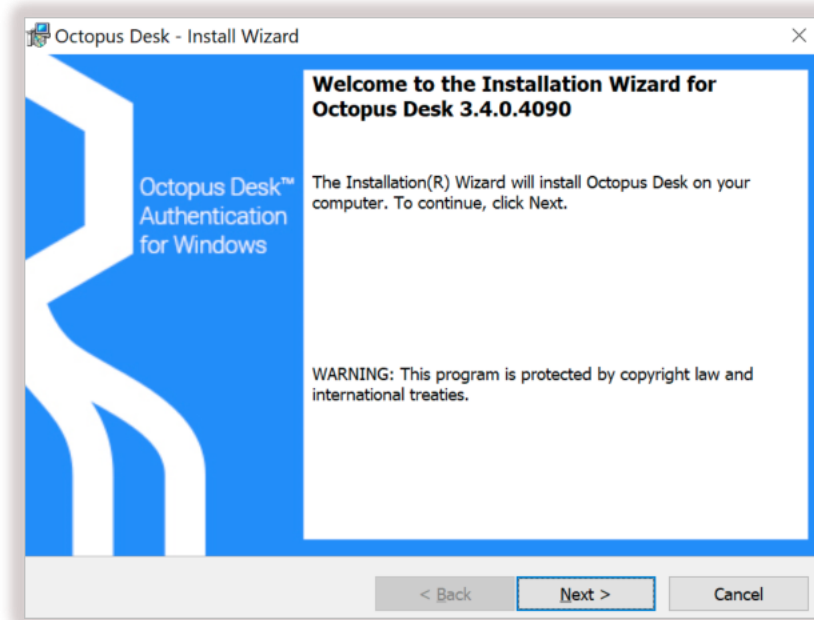 Octopus Desk - Install Wizard
Welcome to the Installation Wizard for
Octopus Desk 3.4.0.4090
Octopus Desk™
Authentication
for Windows
The Installation(R) Wizard will install Octopus Desk on your
computer. To continue, click Next.
WARNING: This program is protected by copyright law and
international treaties.
< Back
Next >
Cancel